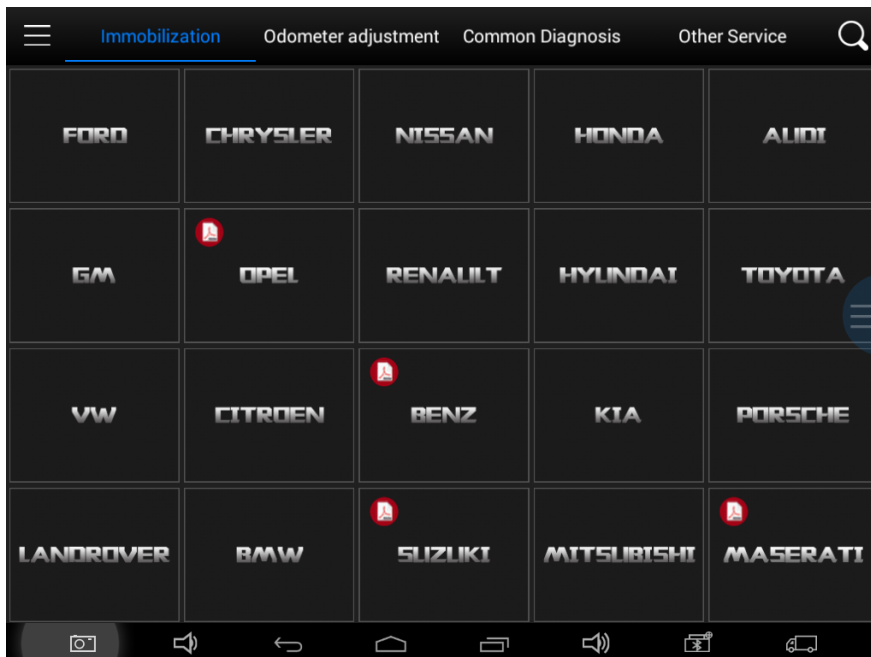 Immobilization Odometer adjustment Common Diagnosis Other Service
FORD CHRYSLER NISSAN HONDA AUDI
GM OPEL RENAULT HYUNDAI TOYOTA
VW CITROEN BENZ KIA PORSCHE
LANDROVER BMW SUZUKI MITSUBISHI MASERATI